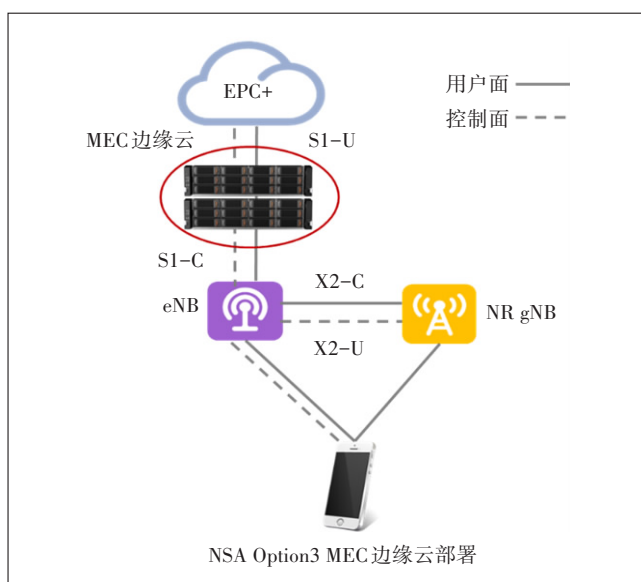 EPC+
用户面
控制面
MEC边缘云
S1-U
S1-C
X2-C
eNB
NR gNB
X2-U
NSA Option3 MEC边缘云部署